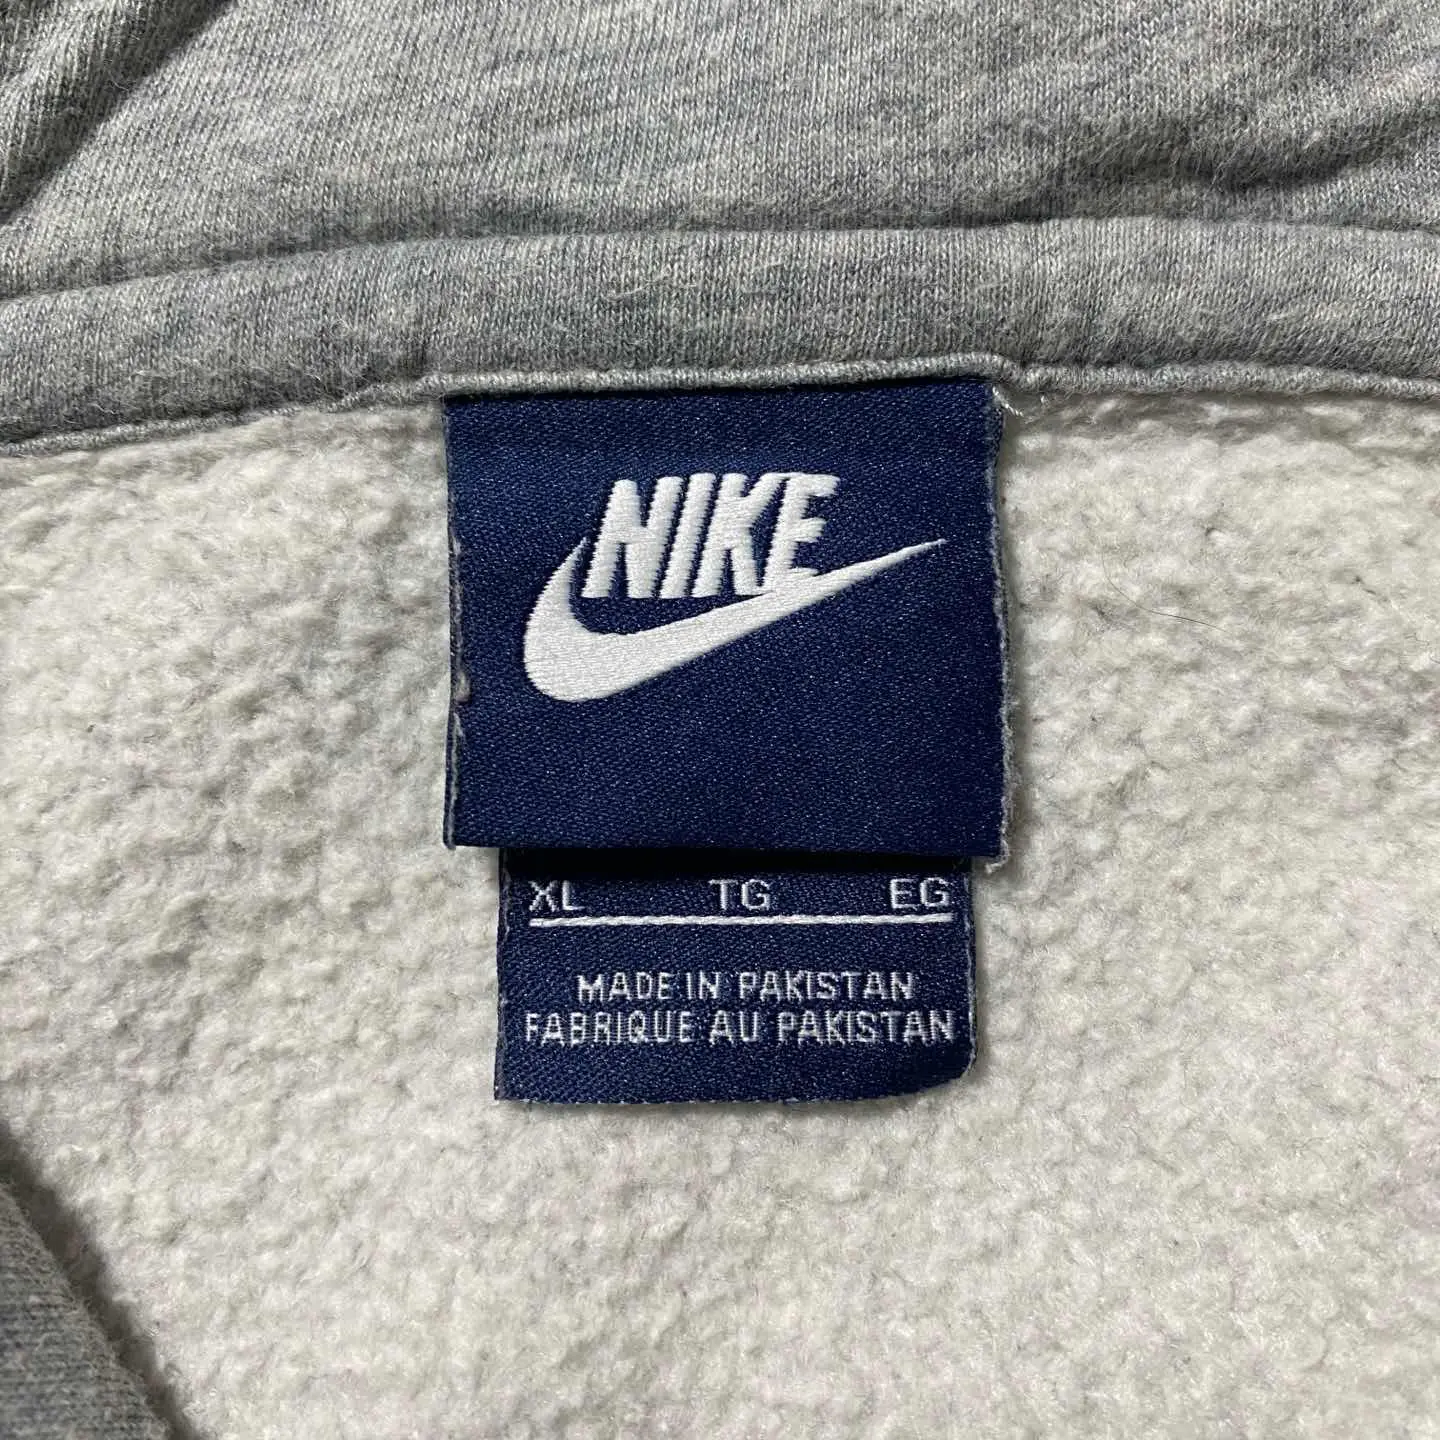 NIKE
XL TG EG
MADE IN PAKISTAN
FABRIQUE AU PAKISTAN